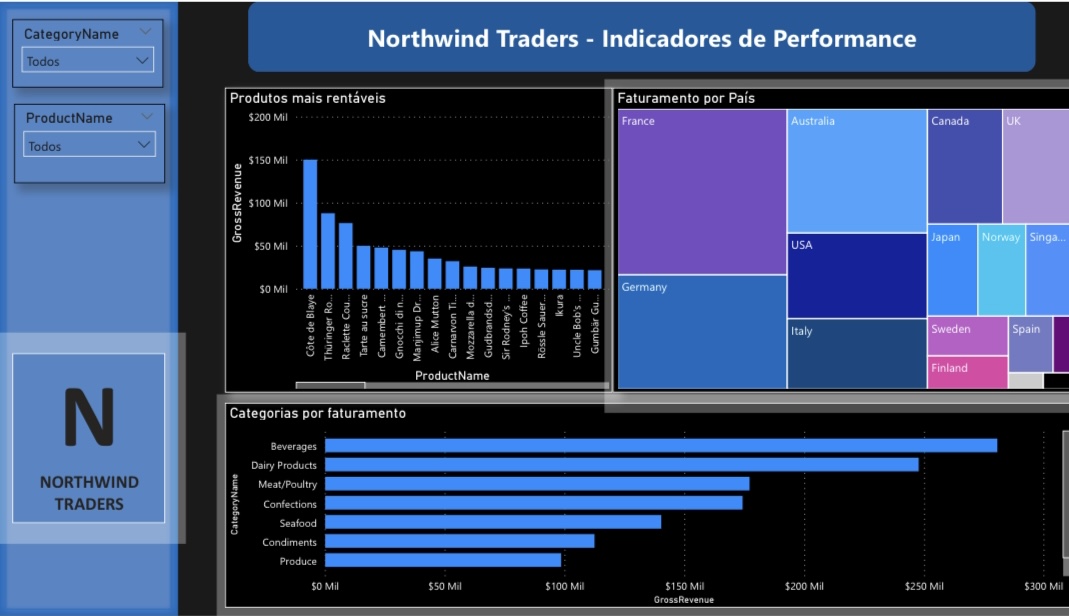 CategoryName
Todos
ProductName
Todos
N
NORTHWIND
TRADERS
Northwind Traders - Indicadores de Performance
Produtos mais rentáveis
$200 Mil
$150 Mil
$100 Mil
$50 Mil
$0 Mil
GrossRevenue
Côte de Blaye
Thüringer Ro...
Raclette Cou...
Tarte au sucre
Camembert ...
Gnocchi di n...
Manjimup Dr...
Alice Mutton
Carnarvon Ti...
Mozzarella d...
Gudbrandsd...
Sir Rodney's ...
Ipoh Coffee
Rössle Sauer...
Ikura
Uncle Bob's ...
Gumbär Gu...
ProductName
Faturamento por País
France
Germany
Australia
USA
Italy
Canada
UK
Japan
Norway
Singa...
Sweden
Finland
Spain
Categorias por faturamento
CategoryName
Beverages
Dairy Products
Meat/Poultry
Confections
Seafood
Condiments
Produce
$0 Mil $50 Mil $100 Mil $150 Mil $200 Mil $250 Mil $300 Mil
GrossRevenue